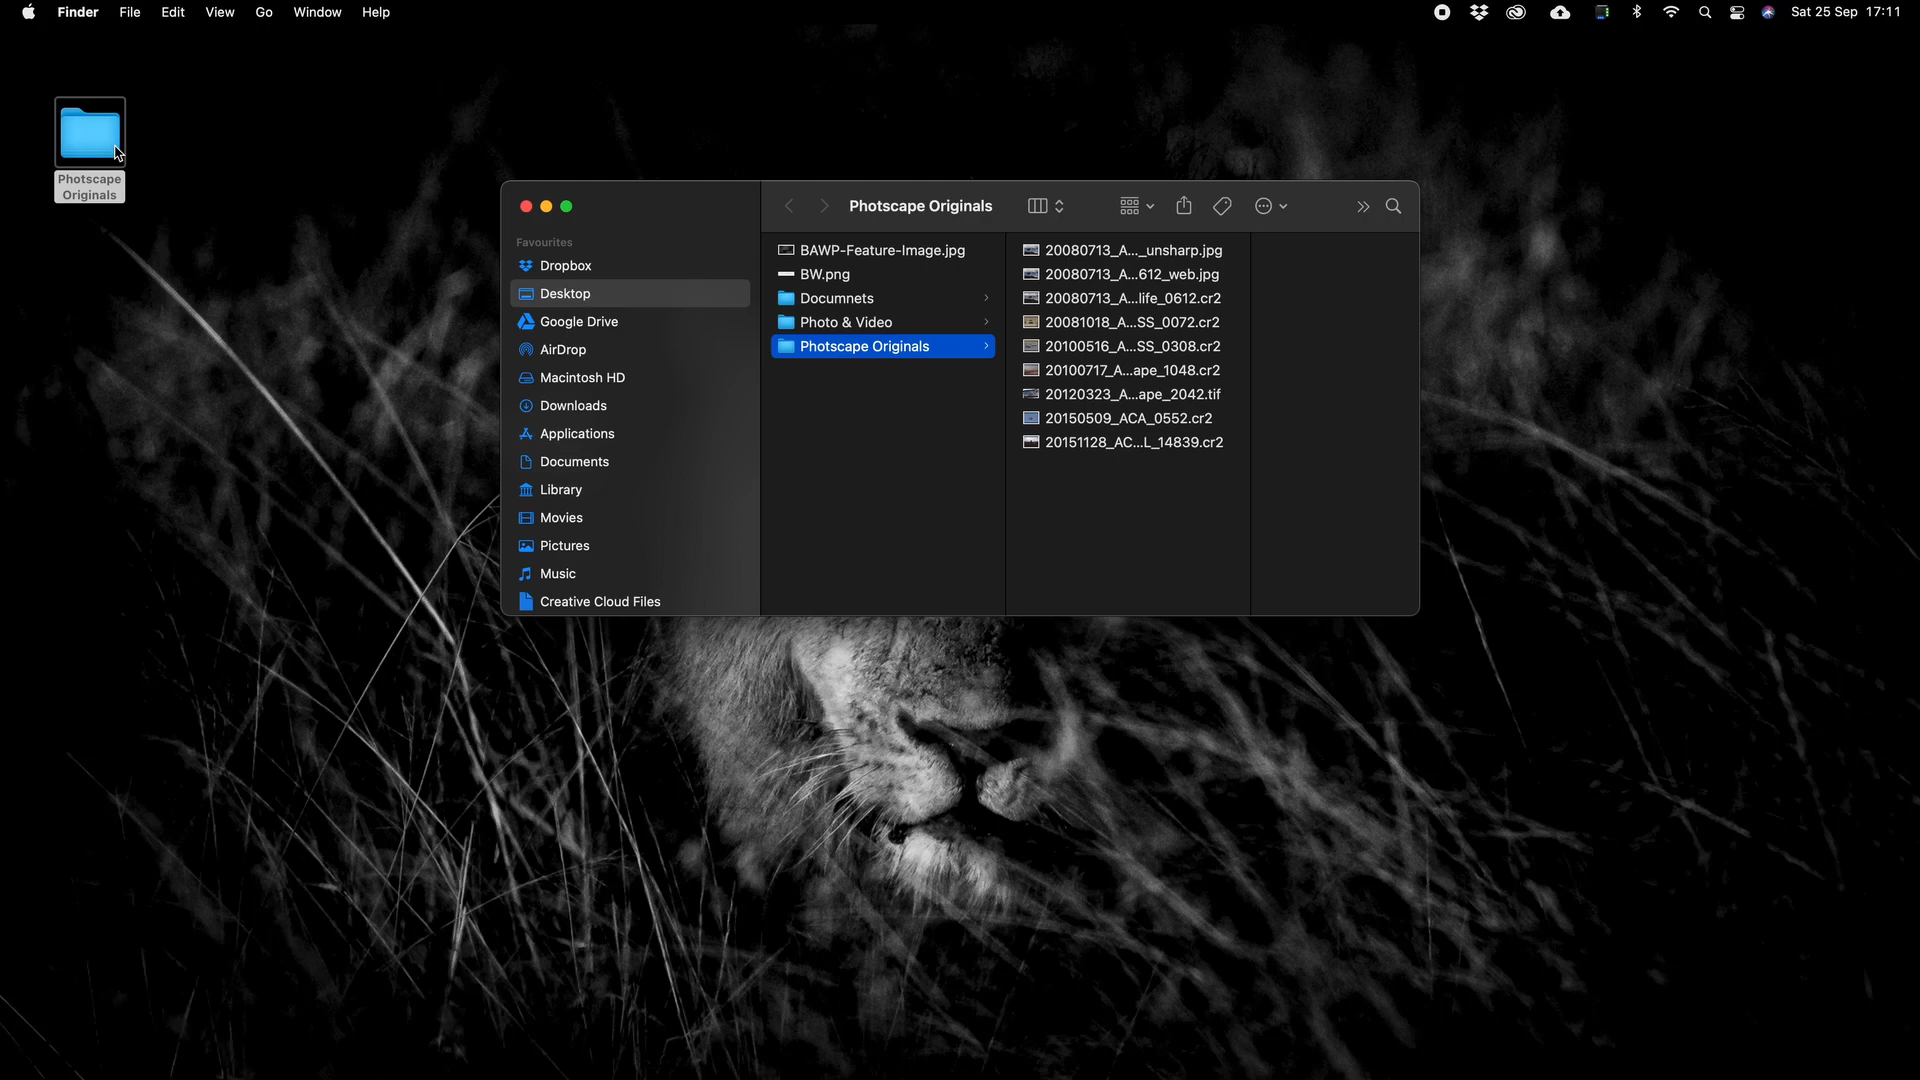 Finder File Edit View Go Window Help
Sat 25 Sep 17:11
Photscape
Originals
Photscape Originals
Favourites
Dropbox
Desktop
Google Drive
AirDrop
Macintosh HD
Downloads
Applications
Documents
Library
Movies
Pictures
Music
Creative Cloud Files
BAWP-Feature-Image.jpg
BW.png
Documnets
Photo & Video
Photscape Originals
20080713_A..._unsharp.jpg
20080713_A...612_web.jpg
20080713_A...life_0612.cr2
20081018_A...SS_0072.cr2
20100516_A...SS_0308.cr2
20100717_A...ape_1048.cr2
20120323_A...ape_2042.tif
20150509_ACA_0552.cr2
20151128_AC...L_14839.cr2